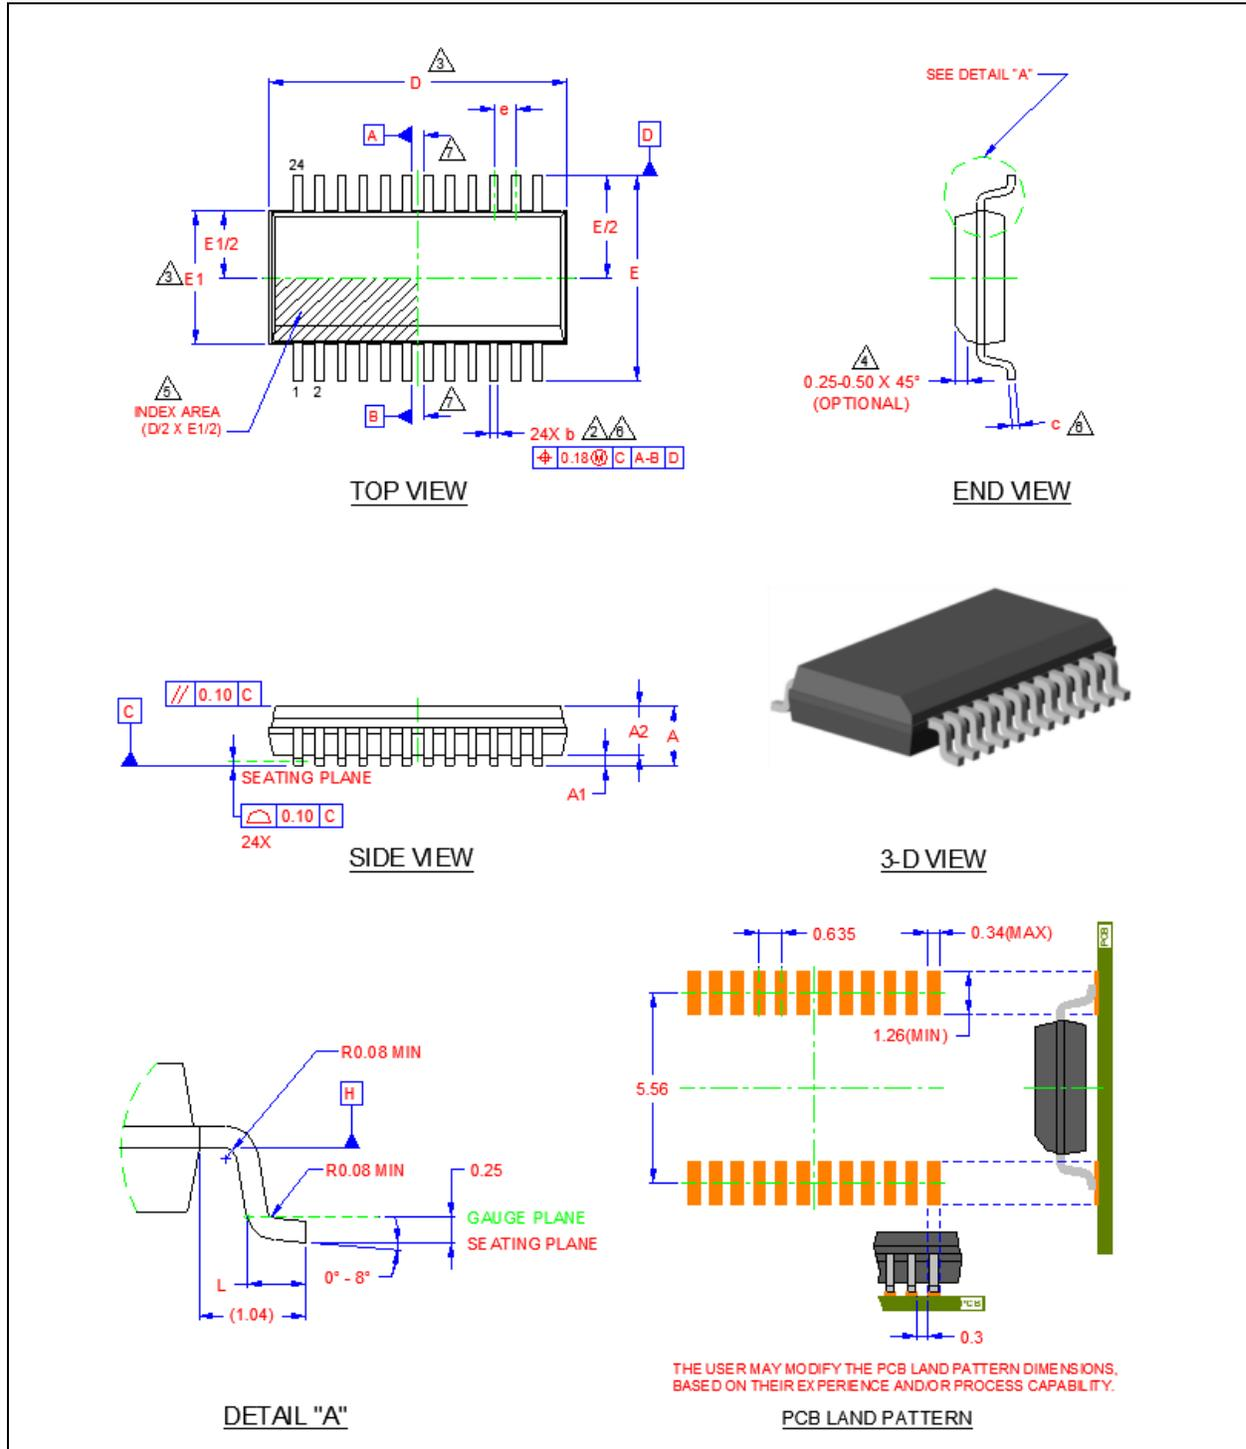 3
D
e
A
7
D
24
E1/2
E/2
3
E1
E
5
INDEX AREA
(D/2 X E1/2)
1 2
B
7
24X b 2 6
⌖ 0.18 Ⓜ C A-B D
TOP VIEW
SEE DETAIL "A"
4
0.25-0.50 X 45°
(OPTIONAL)
c 6
END VIEW
// 0.10 C
C
A2 A
SEATING PLANE
A1
⌓ 0.10 C
24X
SIDE VIEW
3-D VIEW
R0.08 MIN
H
R0.08 MIN
0.25
GAUGE PLANE
SEATING PLANE
L
0° - 8°
(1.04)
DETAIL "A"
0.635
0.34(MAX)
PCB
1.26(MIN)
5.56
PCB
0.3
THE USER MAY MODIFY THE PCB LAND PATTERN DIMENSIONS,
BASED ON THEIR EXPERIENCE AND/OR PROCESS CAPABILITY.
PCB LAND PATTERN